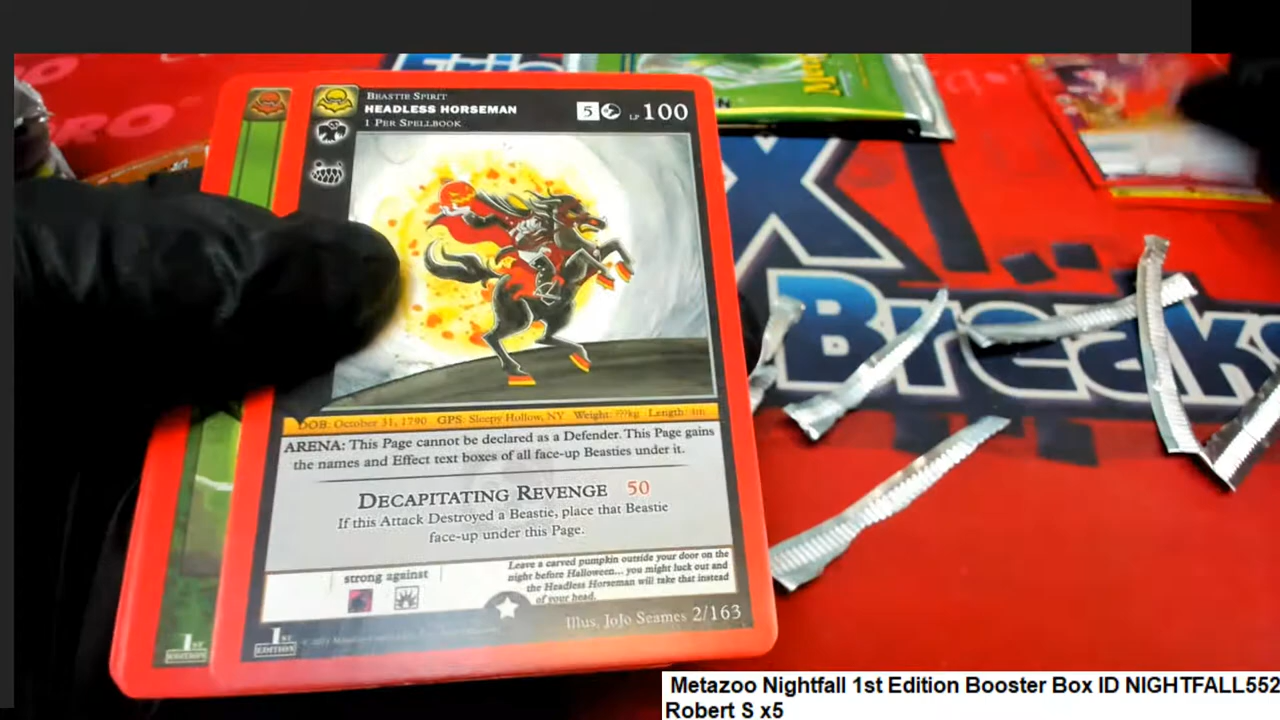 BEASTIE SPIRIT
HEADLESS HORSEMAN
1 PER SPELLBOOK
5 LP 100
DOB: October 31, 1790 GPS: Sleepy Hollow, NY Weight: ???kg Length: 4m
ARENA: This Page cannot be declared as a Defender. This Page gains
the names and Effect text boxes of all face-up Beasties under it.
DECAPITATING REVENGE 50
If this Attack Destroyed a Beastie, place that Beastie
face-up under this Page.
strong against
Leave a carved pumpkin outside your door on the
night before Halloween... you might luck out and
the Headless Horseman will take that instead
of your head.
Illus, JoJo Seames 2/163
1ST
EDITION
1ST
EDITION
Breaks
Metazoo Nightfall 1st Edition Booster Box ID NIGHTFALL552
Robert S x5